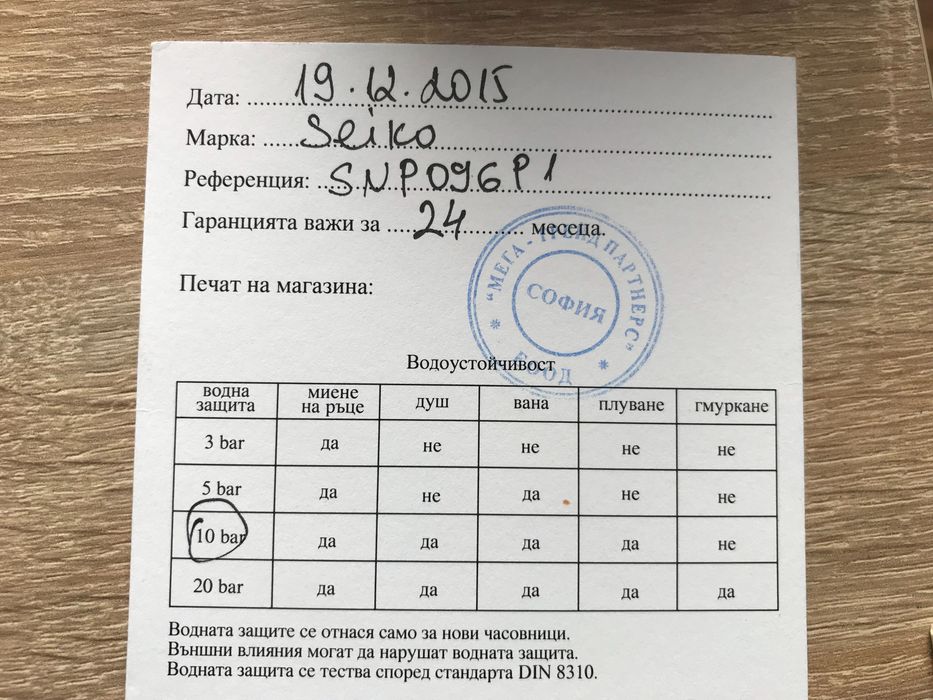 Дата: 19.12.2015
Марка: Seiko
Референция: SNP096P1
Гаранцията важи за 24 месеца.
Печат на магазина:
"МЕГА - ТРЕНД ПАРТНЕРС"
СОФИЯ
ЕООД
Водоустойчивост
водна защита миене на ръце душ вана плуване гмуркане
3 bar да не не не не
5 bar да не да не не
10 bar да да да да не
20 bar да да да да да
Водната защите се отнася само за нови часовници.
Външни влияния могат да нарушат водната защита.
Водната защита се тества според стандарта DIN 8310.